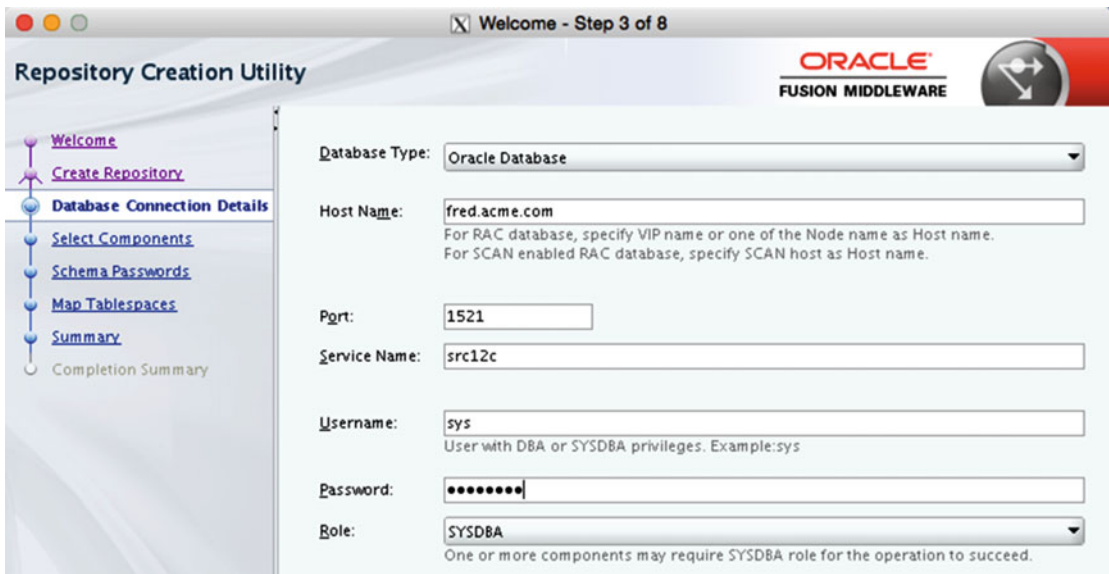 Welcome - Step 3 of 8
Repository Creation Utility
ORACLE
FUSION MIDDLEWARE
Welcome
Create Repository
Database Connection Details
Select Components
Schema Passwords
Map Tablespaces
Summary
Completion Summary
Database Type: Oracle Database
Host Name: fred.acme.com
For RAC database, specify VIP name or one of the Node name as Host name.
For SCAN enabled RAC database, specify SCAN host as Host name.
Port: 1521
Service Name: src12c
Username: sys
User with DBA or SYSDBA privileges. Example:sys
Password: ••••••••
Role: SYSDBA
One or more components may require SYSDBA role for the operation to succeed.